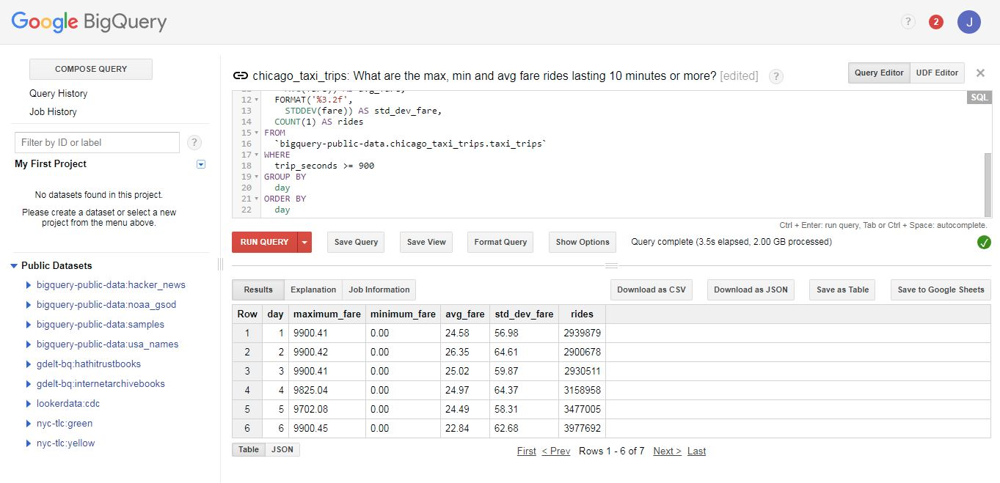 Google BigQuery
? 2 J
COMPOSE QUERY
Query History
Job History
Filter by ID or label ?
My First Project
No datasets found in this project.
Please create a dataset or select a new
project from the menu above.
Public Datasets
bigquery-public-data:hacker_news
bigquery-public-data:noaa_gsod
bigquery-public-data:samples
bigquery-public-data:usa_names
gdelt-bq:hathitrustbooks
gdelt-bq:internetarchivebooks
lookerdata:cdc
nyc-tlc:green
nyc-tlc:yellow
chicago_taxi_trips: What are the max, min and avg fare rides lasting 10 minutes or more? [edited] ?
Query Editor UDF Editor
SQL
12 FORMAT('%3.2f',
13 STDDEV(fare)) AS std_dev_fare,
14 COUNT(1) AS rides
15 FROM
16 `bigquery-public-data.chicago_taxi_trips.taxi_trips`
17 WHERE
18 trip_seconds >= 900
19 GROUP BY
20 day
21 ORDER BY
22 day
Ctrl + Enter: run query, Tab or Ctrl + Space: autocomplete.
RUN QUERY Save Query Save View Format Query Show Options Query complete (3.5s elapsed, 2.00 GB processed)
Results Explanation Job Information Download as CSV Download as JSON Save as Table Save to Google Sheets
Row day maximum_fare minimum_fare avg_fare std_dev_fare rides
1 1 9900.41 0.00 24.58 56.98 2939879
2 2 9900.42 0.00 26.35 64.61 2900678
3 3 9900.41 0.00 25.02 59.87 2930511
4 4 9825.04 0.00 24.97 64.37 3158958
5 5 9702.08 0.00 24.49 58.31 3477005
6 6 9900.45 0.00 22.84 62.68 3977692
Table JSON
First < Prev Rows 1 - 6 of 7 Next > Last